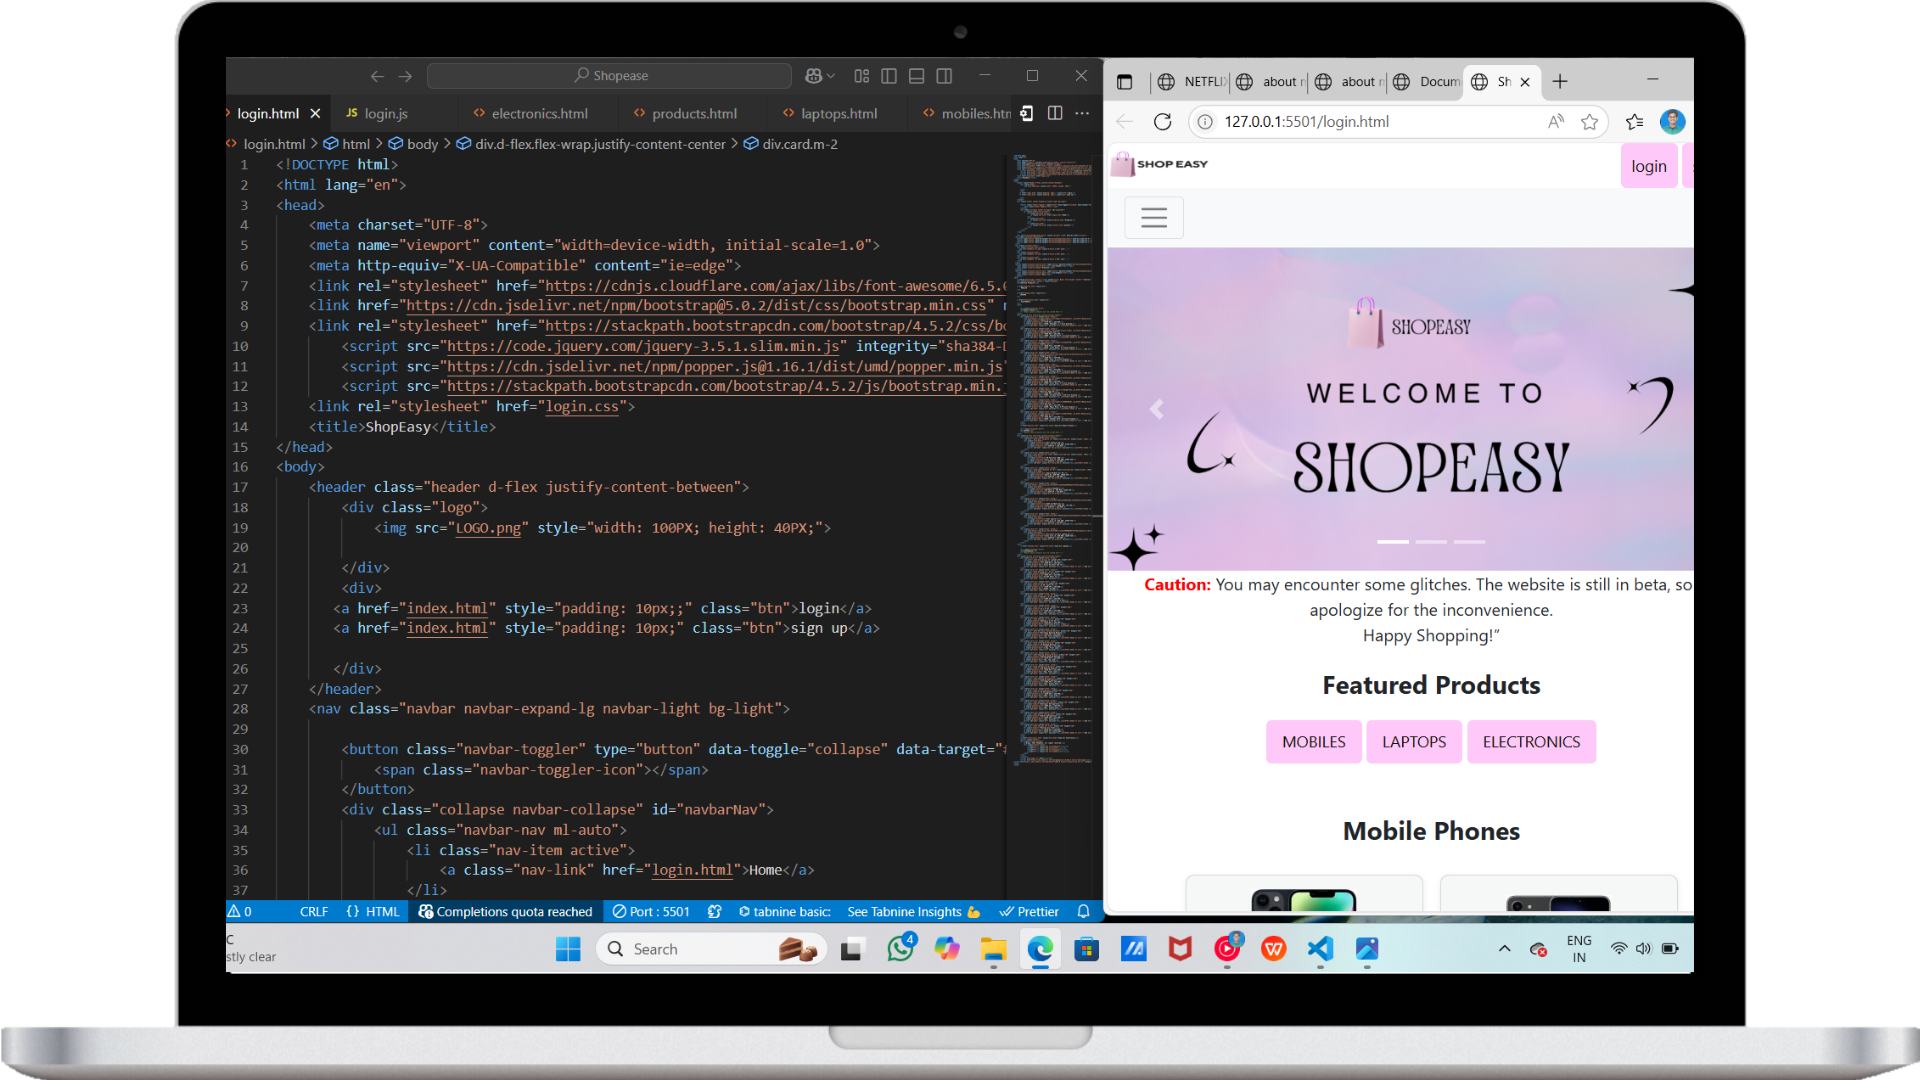 Shopease
login.html
JS login.js
electronics.html
products.html
laptops.html
mobiles.htm
login.html > html > body > div.d-flex.flex-wrap.justify-content-center > div.card.m-2
1 <!DOCTYPE html>
2 <html lang="en">
3 <head>
4 <meta charset="UTF-8">
5 <meta name="viewport" content="width=device-width, initial-scale=1.0">
6 <meta http-equiv="X-UA-Compatible" content="ie=edge">
7 <link rel="stylesheet" href="https://cdnjs.cloudflare.com/ajax/libs/font-awesome/6.5.0
8 <link href="https://cdn.jsdelivr.net/npm/bootstrap@5.0.2/dist/css/bootstrap.min.css"
9 <link rel="stylesheet" href="https://stackpath.bootstrapcdn.com/bootstrap/4.5.2/css/bo
10 <script src="https://code.jquery.com/jquery-3.5.1.slim.min.js" integrity="sha384-D
11 <script src="https://cdn.jsdelivr.net/npm/popper.js@1.16.1/dist/umd/popper.min.js"
12 <script src="https://stackpath.bootstrapcdn.com/bootstrap/4.5.2/js/bootstrap.min.
13 <link rel="stylesheet" href="login.css">
14 <title>ShopEasy</title>
15 </head>
16 <body>
17 <header class="header d-flex justify-content-between">
18 <div class="logo">
19 <img src="LOGO.png" style="width: 100PX; height: 40PX;">
20
21 </div>
22 <div>
23 <a href="index.html" style="padding: 10px;;" class="btn">login</a>
24 <a href="index.html" style="padding: 10px;" class="btn">sign up</a>
25
26 </div>
27 </header>
28 <nav class="navbar navbar-expand-lg navbar-light bg-light">
29
30 <button class="navbar-toggler" type="button" data-toggle="collapse" data-target="#
31 <span class="navbar-toggler-icon"></span>
32 </button>
33 <div class="collapse navbar-collapse" id="navbarNav">
34 <ul class="navbar-nav ml-auto">
35 <li class="nav-item active">
36 <a class="nav-link" href="login.html">Home</a>
37 </li>
0 CRLF {} HTML Completions quota reached Port : 5501 tabnine basic: See Tabnine Insights Prettier
NETFLI
about n
about n
Docum
Sh
127.0.0.1:5501/login.html
SHOP EASY
login
SHOPEASY
WELCOME TO
SHOPEASY
Caution: You may encounter some glitches. The website is still in beta, so
apologize for the inconvenience.
Happy Shopping!”
Featured Products
MOBILES
LAPTOPS
ELECTRONICS
Mobile Phones
C
stly clear
Search
4
ENG
IN